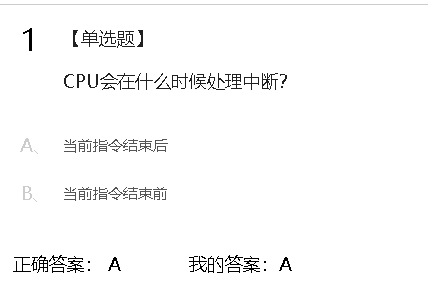 1 【单选题】
CPU会在什么时候处理中断?
A、 当前指令结束后
B、 当前指令结束前
正确答案： A 我的答案：A